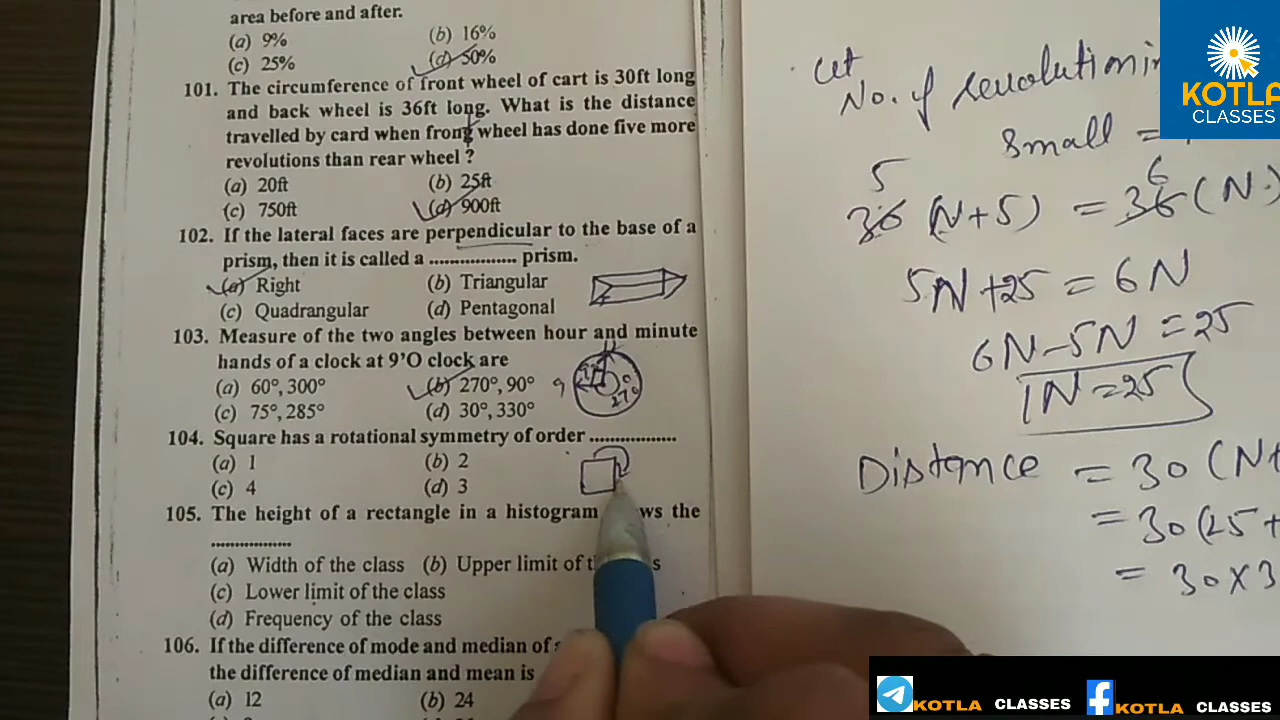 area before and after.
(a) 9% (b) 16%
(c) 25% (d) 50%
101. The circumference of front wheel of cart is 30ft long
and back wheel is 36ft long. What is the distance
travelled by card when frong wheel has done five more
revolutions than rear wheel ?
(a) 20ft (b) 25ft
(c) 750ft (d) 900ft
102. If the lateral faces are perpendicular to the base of a
prism, then it is called a ................. prism.
(a) Right (b) Triangular
(c) Quadrangular (d) Pentagonal
103. Measure of the two angles between hour and minute
hands of a clock at 9'O clock are
(a) 60°, 300° (b) 270°, 90°
(c) 75°, 285° (d) 30°, 330°
9
270
104. Square has a rotational symmetry of order .................
(a) 1 (b) 2
(c) 4 (d) 3
105. The height of a rectangle in a histogram the
................
(a) Width of the class (b) Upper limit of
(c) Lower limit of the class
(d) Frequency of the class
106. If the difference of mode and median of
the difference of median and mean is
(a) 12 (b) 24
Let
No. of revolution in
Small =
5 6
36 (N+5) = 36 (N
5N+25 = 6N
6N-5N = 25
1N=25
Distance = 30 (N+
= 30 (25 +
= 30 x 3
KOTLA
CLASSES
KOTLA CLASSES
KOTLA CLASSES